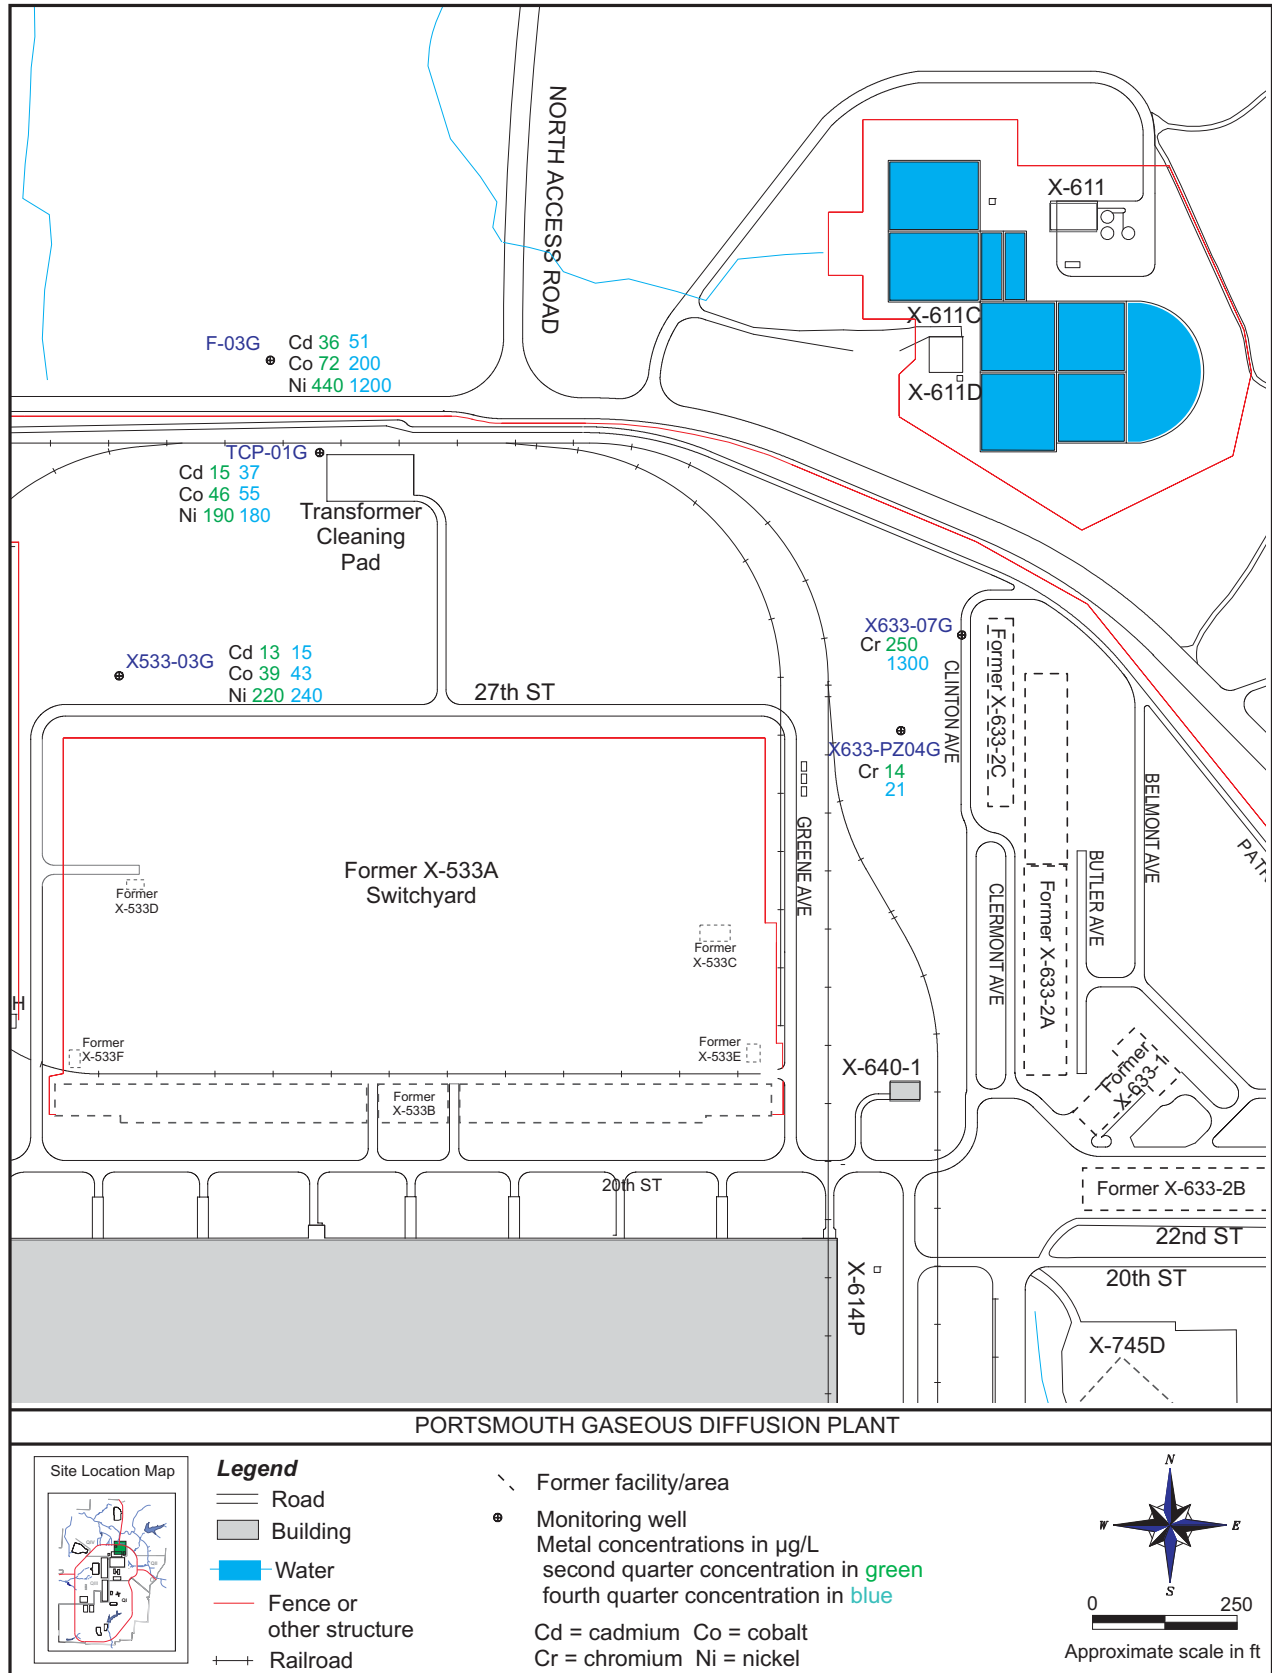 NORTH ACCESS ROAD
X-611
X-611C
X-611D
F-03G
Cd 36 51
Co 72 200
Ni 440 1200
TCP-01G
Cd 15 37
Co 46 55
Ni 190 180
Transformer
Cleaning
Pad
X533-03G
Cd 13 15
Co 39 43
Ni 220 240
27th ST
X633-07G
Cr 250
1300
X633-PZ04G
Cr 14
21
CLINTON AVE
Former X-633-2C
BELMONT AVE
GREENE AVE
Former X-533A
Switchyard
Former
X-533D
Former
X-533C
CLERMONT AVE
Former X-633-2A
BUTLER AVE
PATR
H
Former
X-533F
Former
X-533E
Former
X-533B
X-640-1
Former
X-633-1
20th ST
Former X-633-2B
22nd ST
20th ST
X-614P
X-745D
PORTSMOUTH GASEOUS DIFFUSION PLANT
Site Location Map
Legend
Road
Building
Water
Fence or
other structure
Railroad
Former facility/area
Monitoring well
Metal concentrations in µg/L
second quarter concentration in green
fourth quarter concentration in blue
Cd = cadmium Co = cobalt
Cr = chromium Ni = nickel
N
W E
S
0 250
Approximate scale in ft